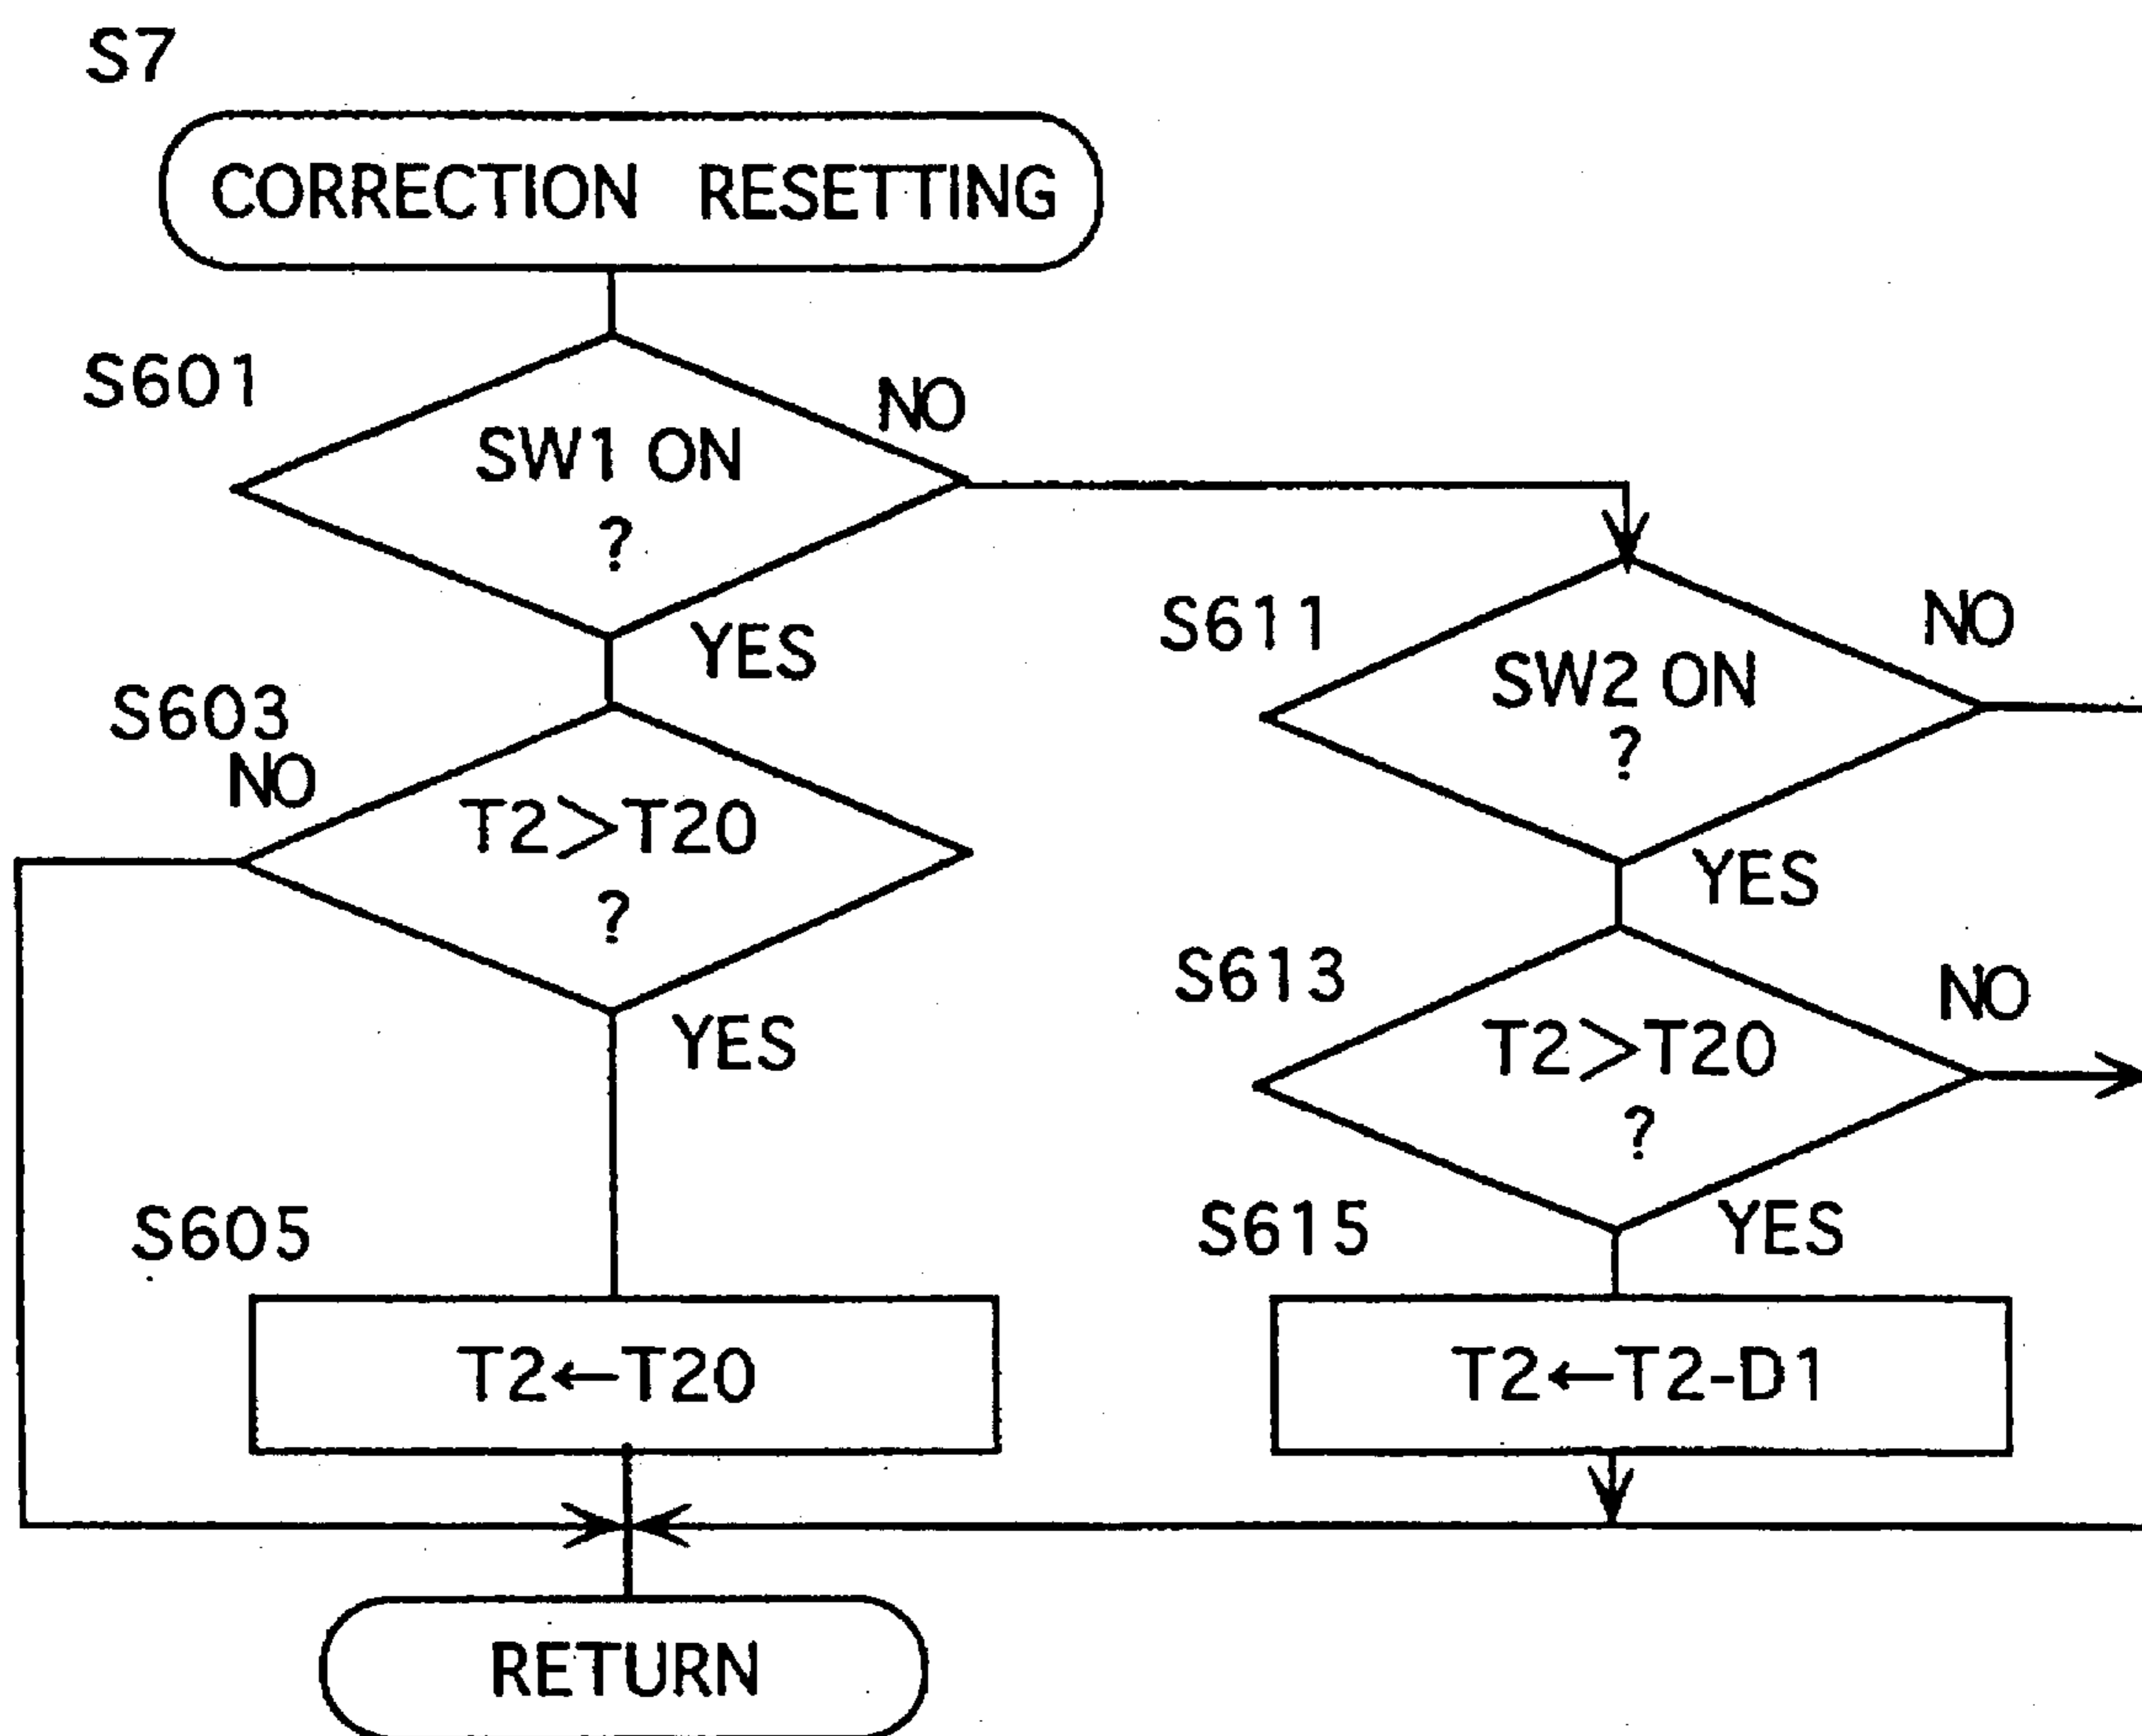 S7
CORRECTION RESETTING
S601
SW1 ON
?
NO
YES
S603
NO
T2>T20
?
YES
S605
T2←T20
S611
SW2 ON
?
NO
YES
S613
T2>T20
?
NO
YES
S615
T2←T2-D1
RETURN